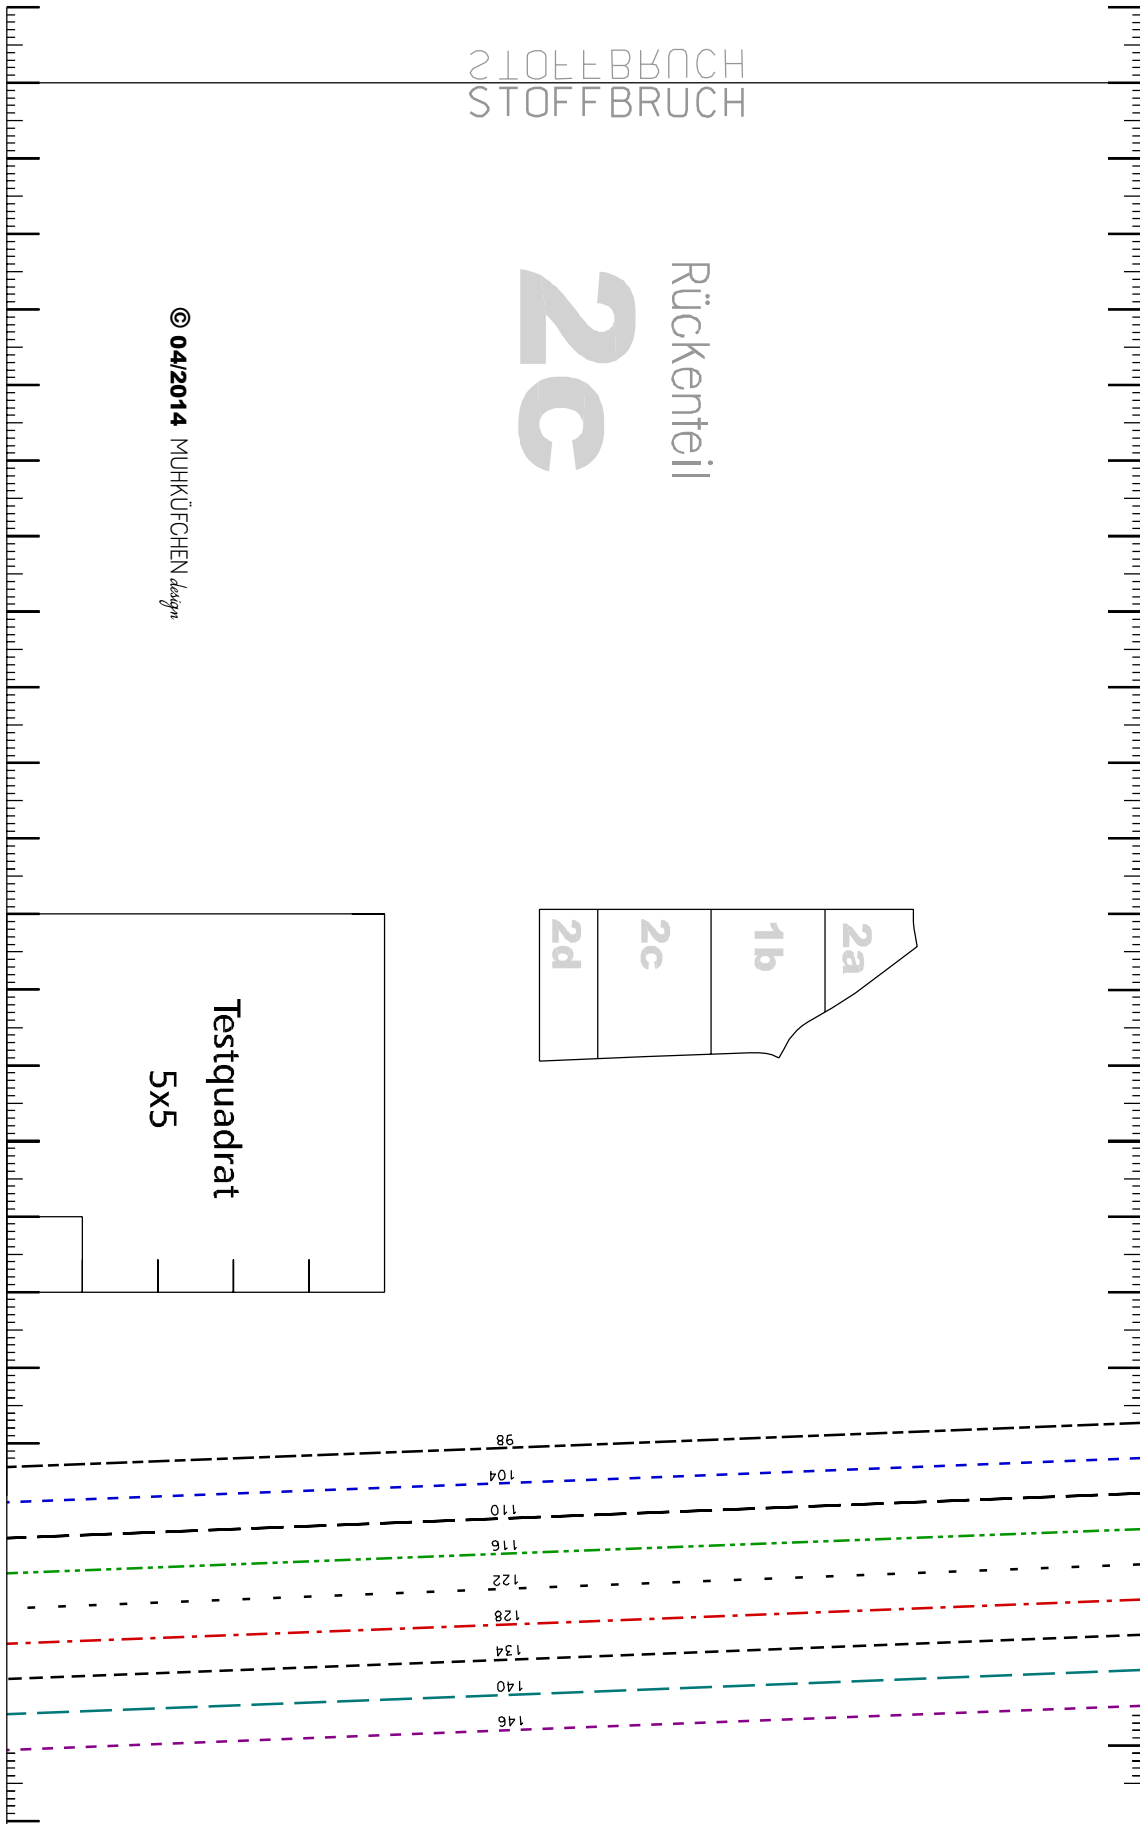 STOFFBRUCH
STOFFBRUCH
Rückenteil
2c
© 04/2014 MUHKÜFCHEN design
2a
1b
2c
2d
Testquadrat
5x5
98
104
110
116
122
128
134
140
146